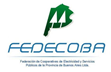 FEDECOBA
Federación de Cooperativas de Electricidad y Servicios
Públicos de la Provincia de Buenos Aires Ltda.